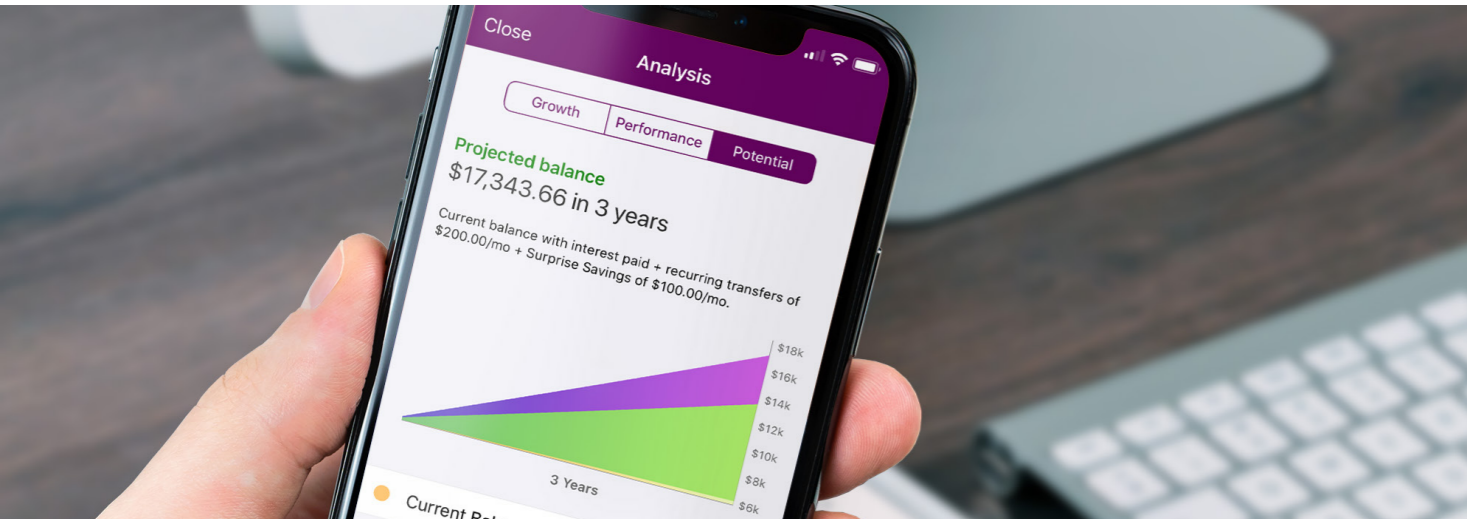 Close
Analysis
Growth Performance Potential
Projected balance
$17,343.66 in 3 years
Current balance with interest paid + recurring transfers of
$200.00/mo + Surprise Savings of $100.00/mo.
$18k
$16k
$14k
$12k
$10k
$8k
$6k
3 Years
Current